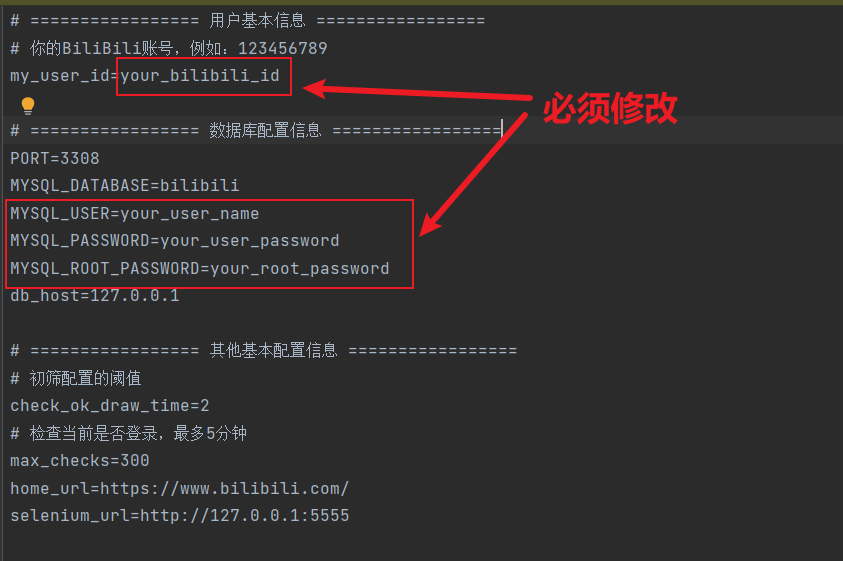 # ================= 用户基本信息 =================
# 你的BiliBili账号，例如：123456789
my_user_id=your_bilibili_id
必须修改
# ================= 数据库配置信息 =================
PORT=3308
MYSQL_DATABASE=bilibili
MYSQL_USER=your_user_name
MYSQL_PASSWORD=your_user_password
MYSQL_ROOT_PASSWORD=your_root_password
db_host=127.0.0.1
# ================= 其他基本配置信息 =================
# 初筛配置的阈值
check_ok_draw_time=2
# 检查当前是否登录，最多5分钟
max_checks=300
home_url=https://www.bilibili.com/
selenium_url=http://127.0.0.1:5555